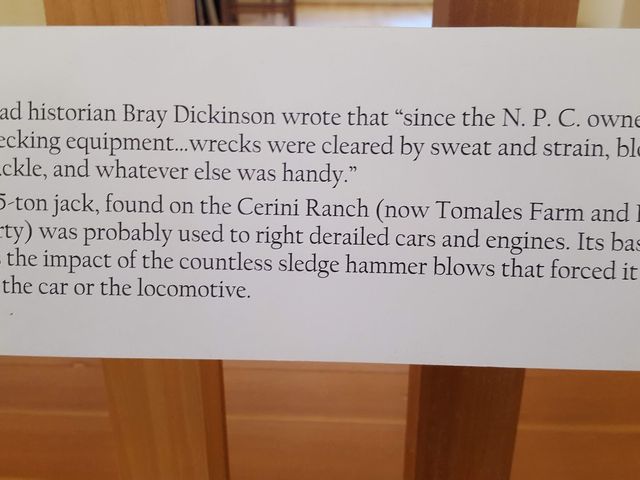 ad historian Bray Dickinson wrote that “since the N. P. C. owne
ecking equipment...wrecks were cleared by sweat and strain, blo
ckle, and whatever else was handy.”
5-ton jack, found on the Cerini Ranch (now Tomales Farm and
rty) was probably used to right derailed cars and engines. Its bas
s the impact of the countless sledge hammer blows that forced it
the car or the locomotive.